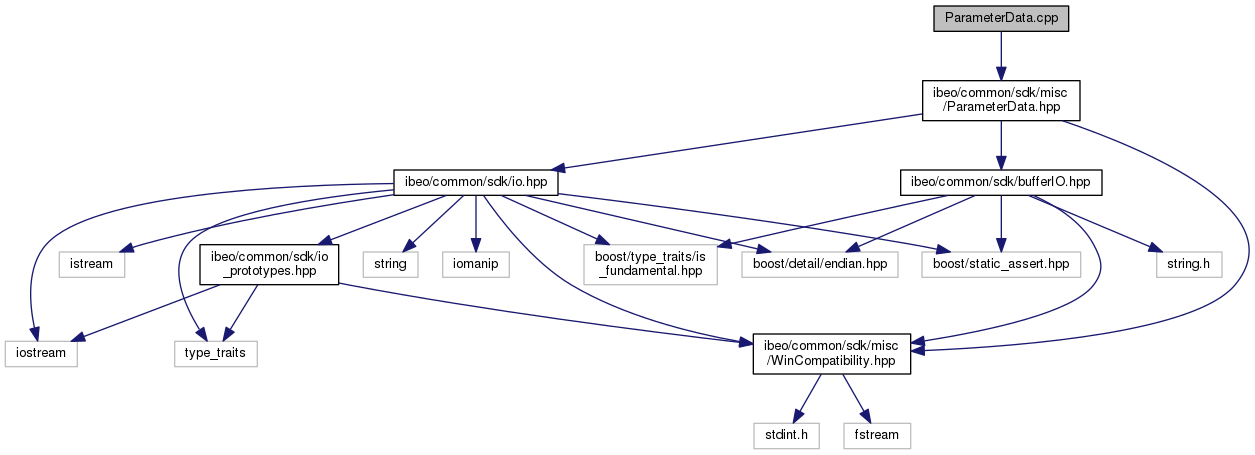 ParameterData.cpp
ibeo/common/sdk/misc
/ParameterData.hpp
ibeo/common/sdk/io.hpp
ibeo/common/sdk/bufferIO.hpp
istream
ibeo/common/sdk/io
_prototypes.hpp
string
iomanip
boost/type_traits/is
_fundamental.hpp
boost/detail/endian.hpp
boost/static_assert.hpp
string.h
iostream
type_traits
ibeo/common/sdk/misc
/WinCompatibility.hpp
stdint.h
fstream